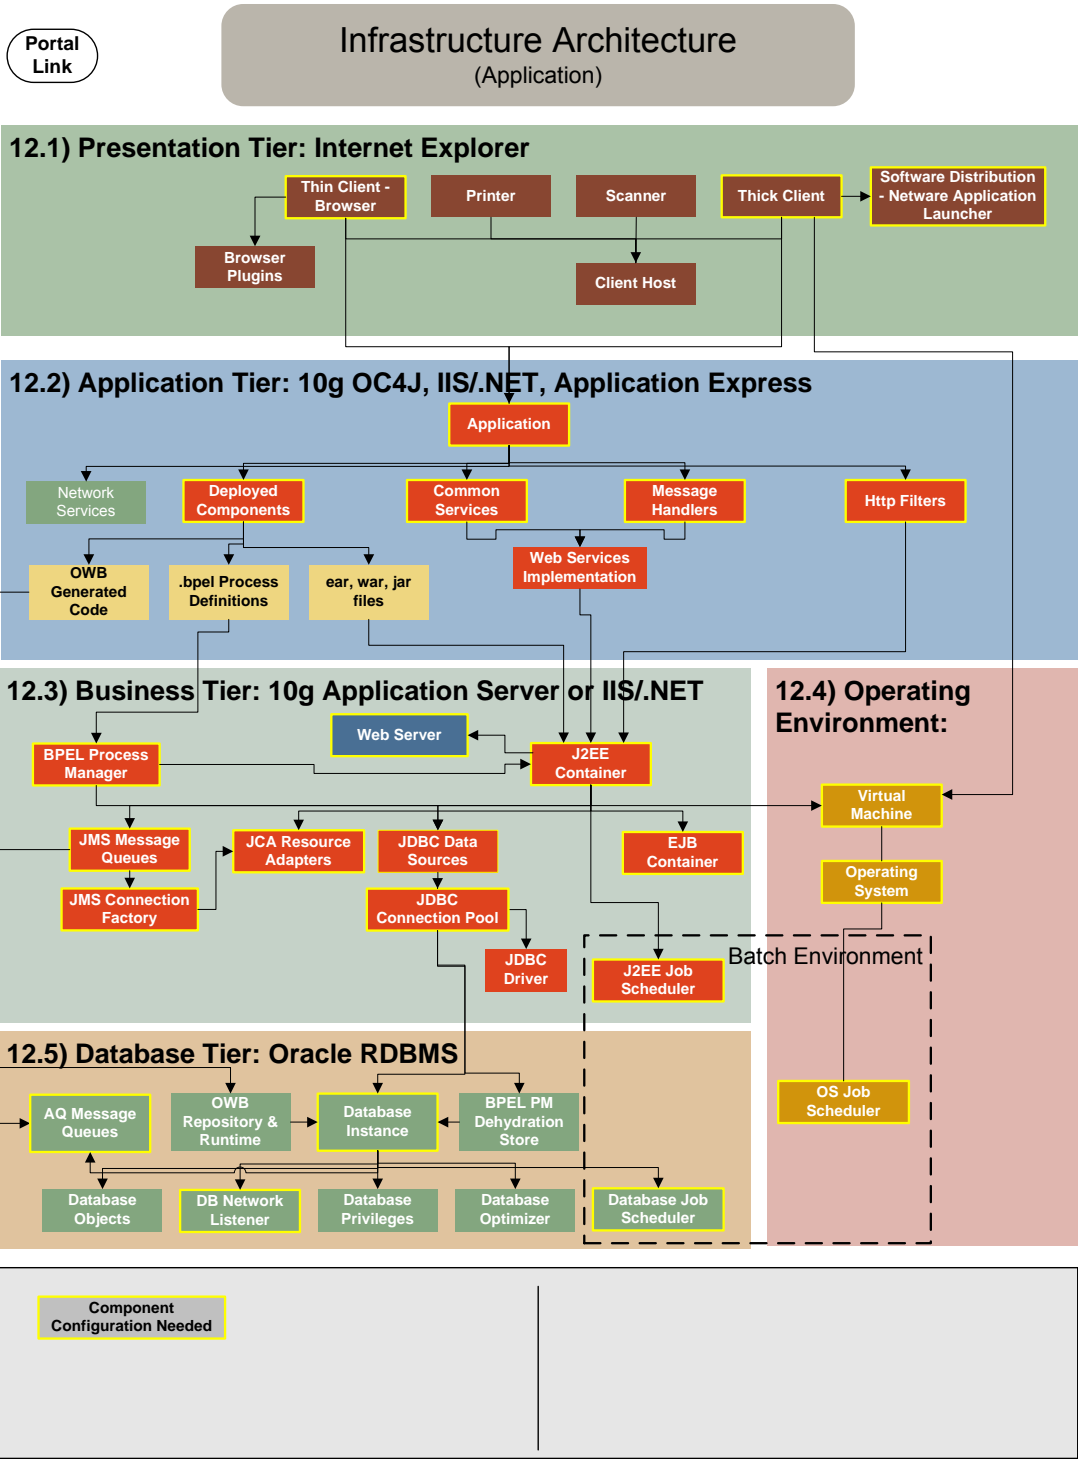 Portal
Link
Infrastructure Architecture
(Application)
12.1) Presentation Tier: Internet Explorer
Thin Client -
Browser
Printer
Scanner
Thick Client
Software Distribution
- Netware Application
Launcher
Browser
Plugins
Client Host
12.2) Application Tier: 10g OC4J, IIS/.NET, Application Express
Application
Network
Services
Deployed
Components
Common
Services
Message
Handlers
Http Filters
Web Services
Implementation
OWB
Generated
Code
.bpel Process
Definitions
ear, war, jar
files
12.3) Business Tier: 10g Application Server or IIS/.NET
12.4) Operating
Environment:
Web Server
BPEL Process
Manager
J2EE
Container
Virtual
Machine
JMS Message
Queues
JCA Resource
Adapters
JDBC Data
Sources
EJB
Container
Operating
System
JMS Connection
Factory
JDBC
Connection Pool
JDBC
Driver
Batch Environment
J2EE Job
Scheduler
12.5) Database Tier: Oracle RDBMS
AQ Message
Queues
OWB
Repository &
Runtime
Database
Instance
BPEL PM
Dehydration
Store
OS Job
Scheduler
Database
Objects
DB Network
Listener
Database
Privileges
Database
Optimizer
Database Job
Scheduler
Component
Configuration Needed